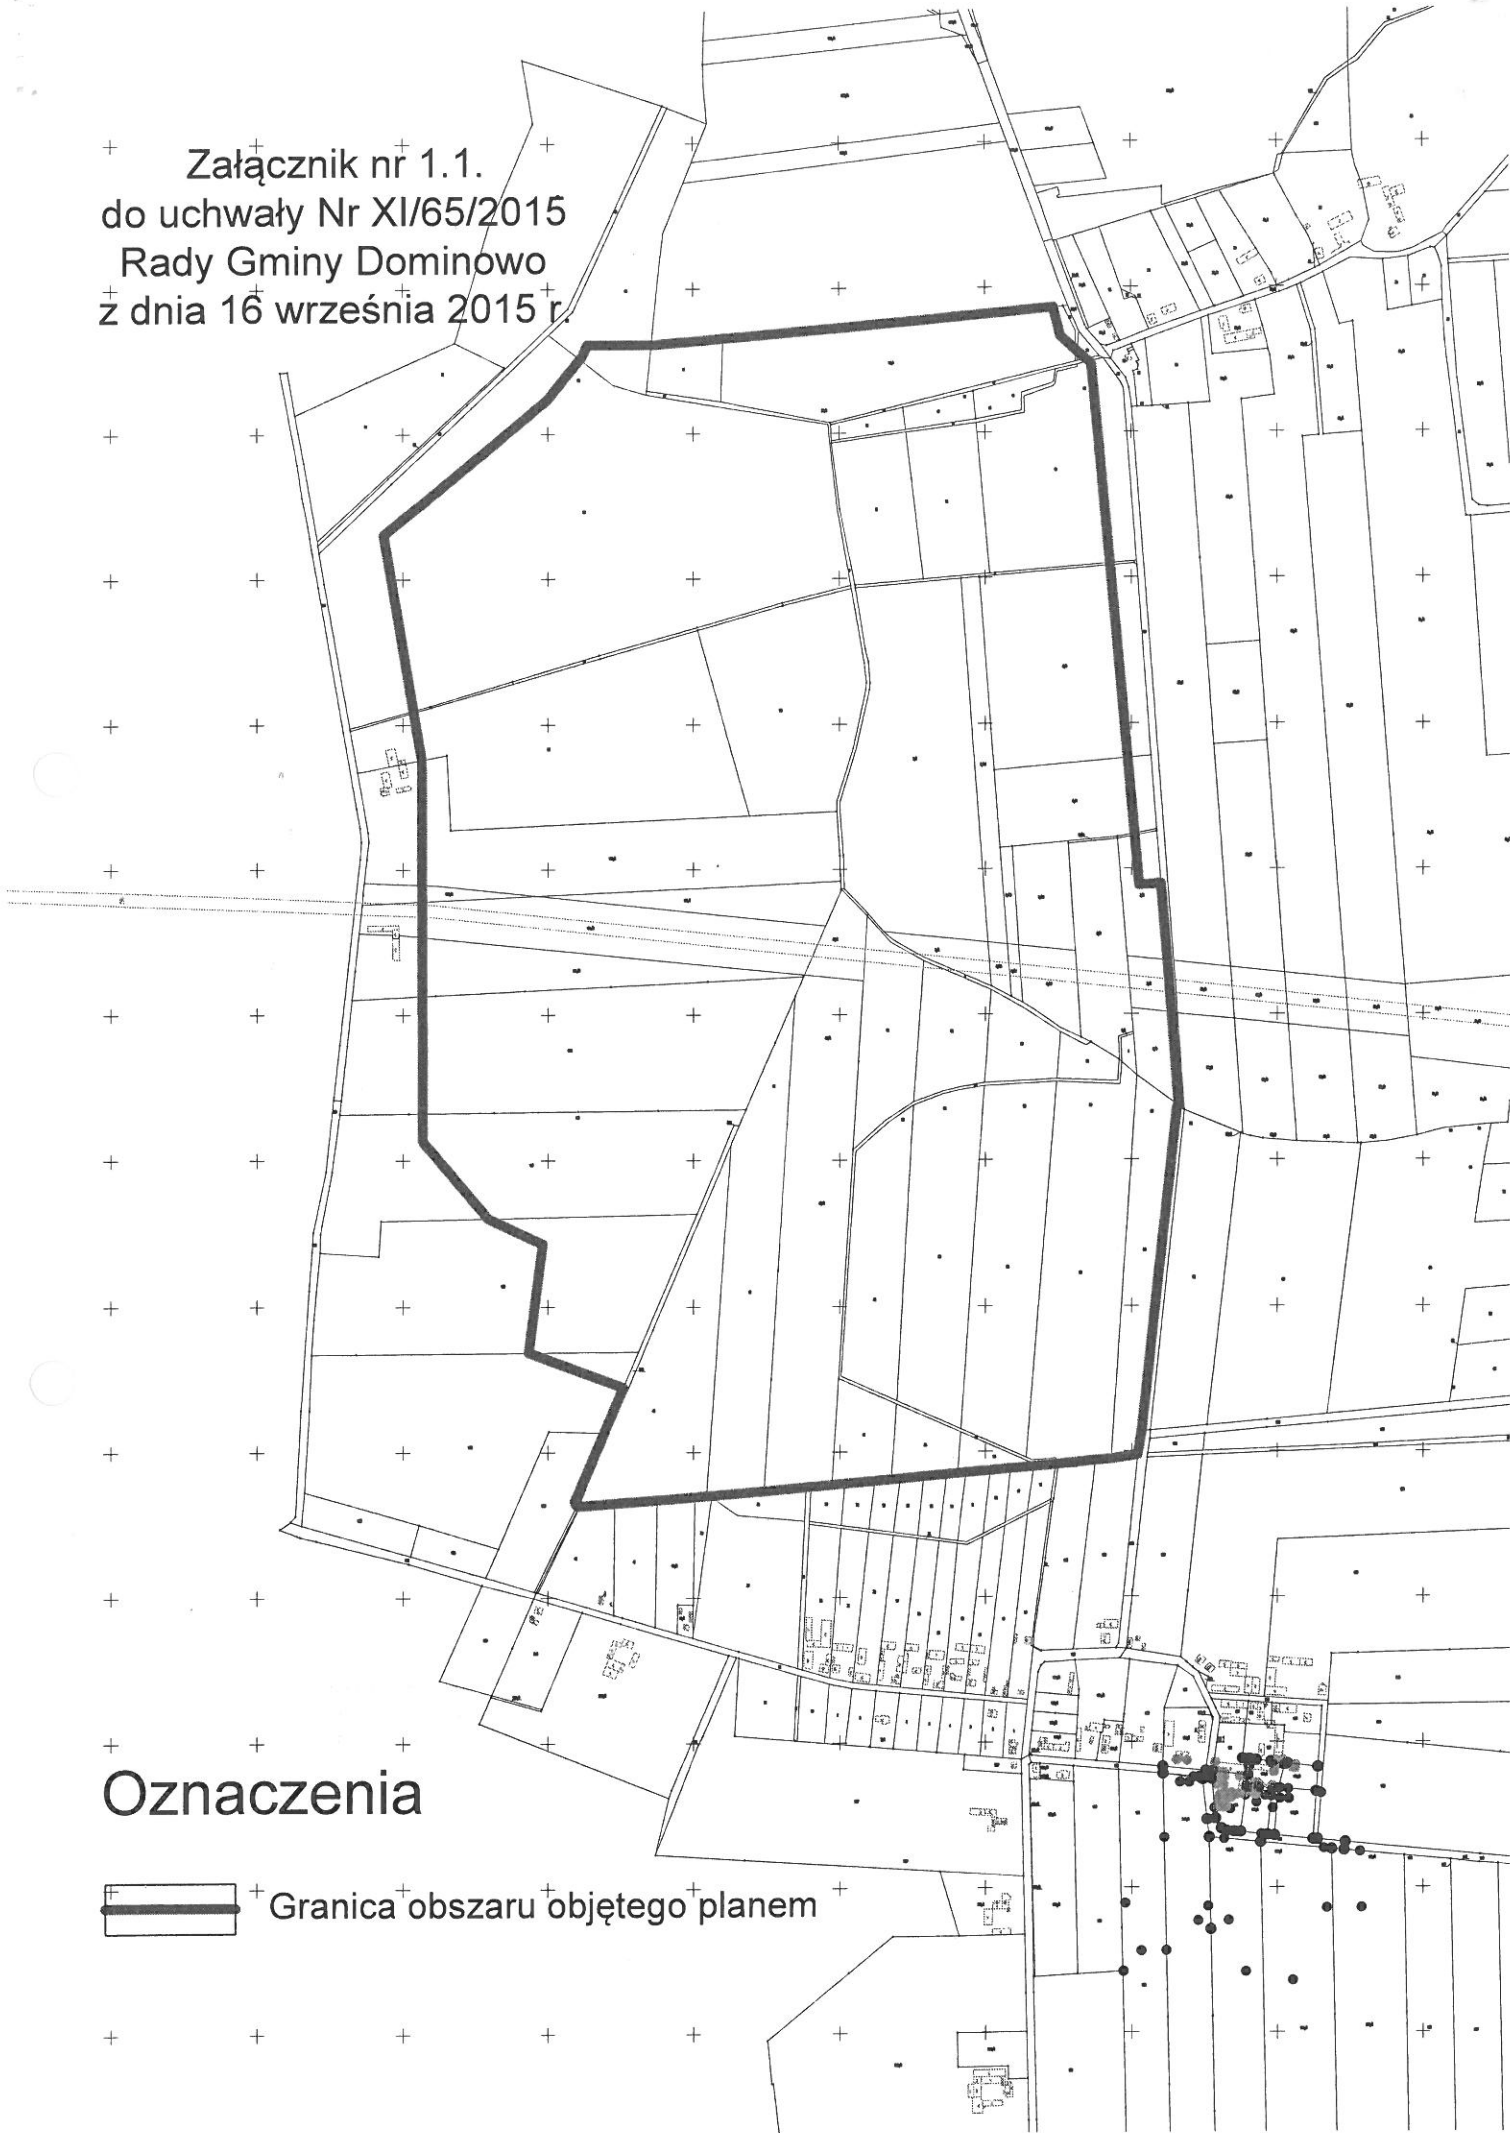 Załącznik nr 1.1.
do uchwały Nr XI/65/2015
Rady Gminy Dominowo
z dnia 16 września 2015 r.
Oznaczenia
Granica obszaru objętego planem